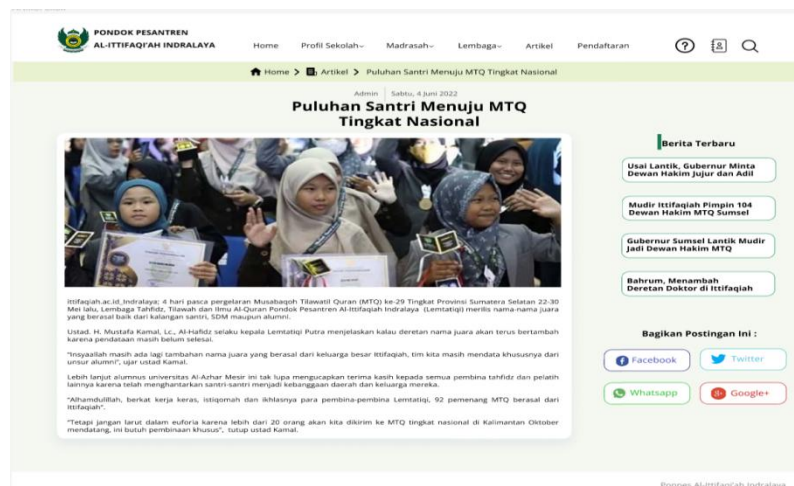 PONDOK PESANTREN
AL-ITTIFAQI'AH INDRALAYA
Home Profil Sekolah Madrasah Lembaga Artikel Pendaftaran
Home > Artikel > Puluhan Santri Menuju MTQ Tingkat Nasional
Admin Sabtu, 4 Juni 2022
Puluhan Santri Menuju MTQ
Tingkat Nasional
ittifaqiah.ac.id_Indralaya; 4 hari pasca pergelaran Musabaqoh Tilawatil Quran (MTQ) ke-29 Tingkat Provinsi Sumatera Selatan 22-30
Mei lalu, Lembaga Tahfidz, Tilawah dan Ilmu Al-Quran Pondok Pesantren Al-Ittifaqiah Indralaya (Lemtatiqi) merilis nama-nama juara
yang berasal baik dari kalangan santri, SDM maupun alumni.
Ustad. H. Mustafa Kamal, Lc., Al-Hafidz selaku kepala Lemtatiqi Putra menjelaskan kalau deretan nama juara akan terus bertambah
karena pendataan masih belum selesai.
"Insyaallah masih ada lagi tambahan nama juara yang berasal dari keluarga besar Ittifaqiah, tim kita masih mendata khususnya dari
unsur alumni", ujar ustad Kamal.
Lebih lanjut alumnus universitas Al-Azhar Mesir ini tak lupa mengucapkan terima kasih kepada semua pembina tahfidz dan pelatih
lainnya karena telah menghantarkan santri-santri menjadi kebanggaan daerah dan keluarga mereka.
"Alhamdulillah, berkat kerja keras, istiqomah dan ikhlasnya para pembina-pembina Lemtatiqi, 92 pemenang MTQ berasal dari
Ittifaqiah".
"Tetapi jangan larut dalam euforia karena lebih dari 20 orang akan kita dikirim ke MTQ tingkat nasional di Kalimantan Oktober
mendatang, ini butuh pembinaan khusus", tutup ustad Kamal.
Berita Terbaru
Usai Lantik, Gubernur Minta
Dewan Hakim Jujur dan Adil
Mudir Ittifaqiah Pimpin 104
Dewan Hakim MTQ Sumsel
Gubernur Sumsel Lantik Mudir
Jadi Dewan Hakim MTQ
Bahrum, Menambah
Deretan Doktor di Ittifaqiah
Bagikan Postingan Ini :
Facebook Twitter
Whatsapp Google+
Ponpes Al-Ittifaqi'ah Indralaya